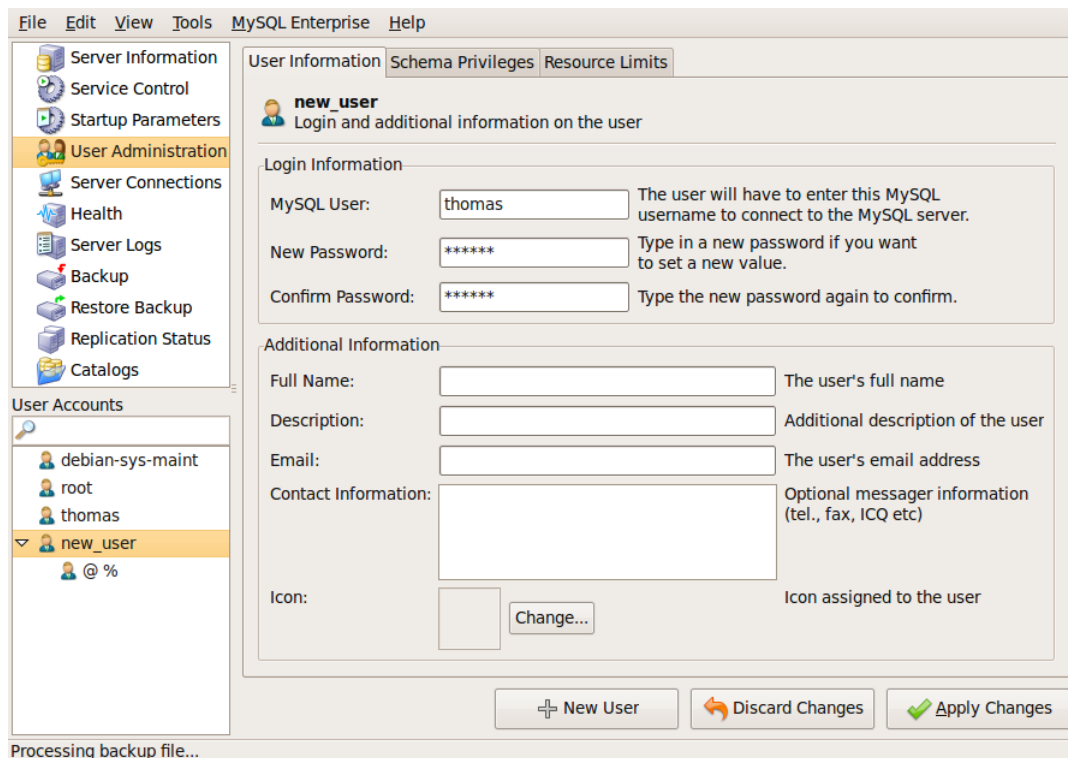 File Edit View Tools MySQL Enterprise Help
Server Information
Service Control
Startup Parameters
User Administration
Server Connections
Health
Server Logs
Backup
Restore Backup
Replication Status
Catalogs
User Accounts
debian-sys-maint
root
thomas
new_user
@ %
User Information Schema Privileges Resource Limits
new_user
Login and additional information on the user
Login Information
MySQL User: thomas The user will have to enter this MySQL
username to connect to the MySQL server.
New Password: ****** Type in a new password if you want
to set a new value.
Confirm Password: ****** Type the new password again to confirm.
Additional Information
Full Name: The user's full name
Description: Additional description of the user
Email: The user's email address
Contact Information: Optional messager information
(tel., fax, ICQ etc)
Icon: Change... Icon assigned to the user
New User Discard Changes Apply Changes
Processing backup file...